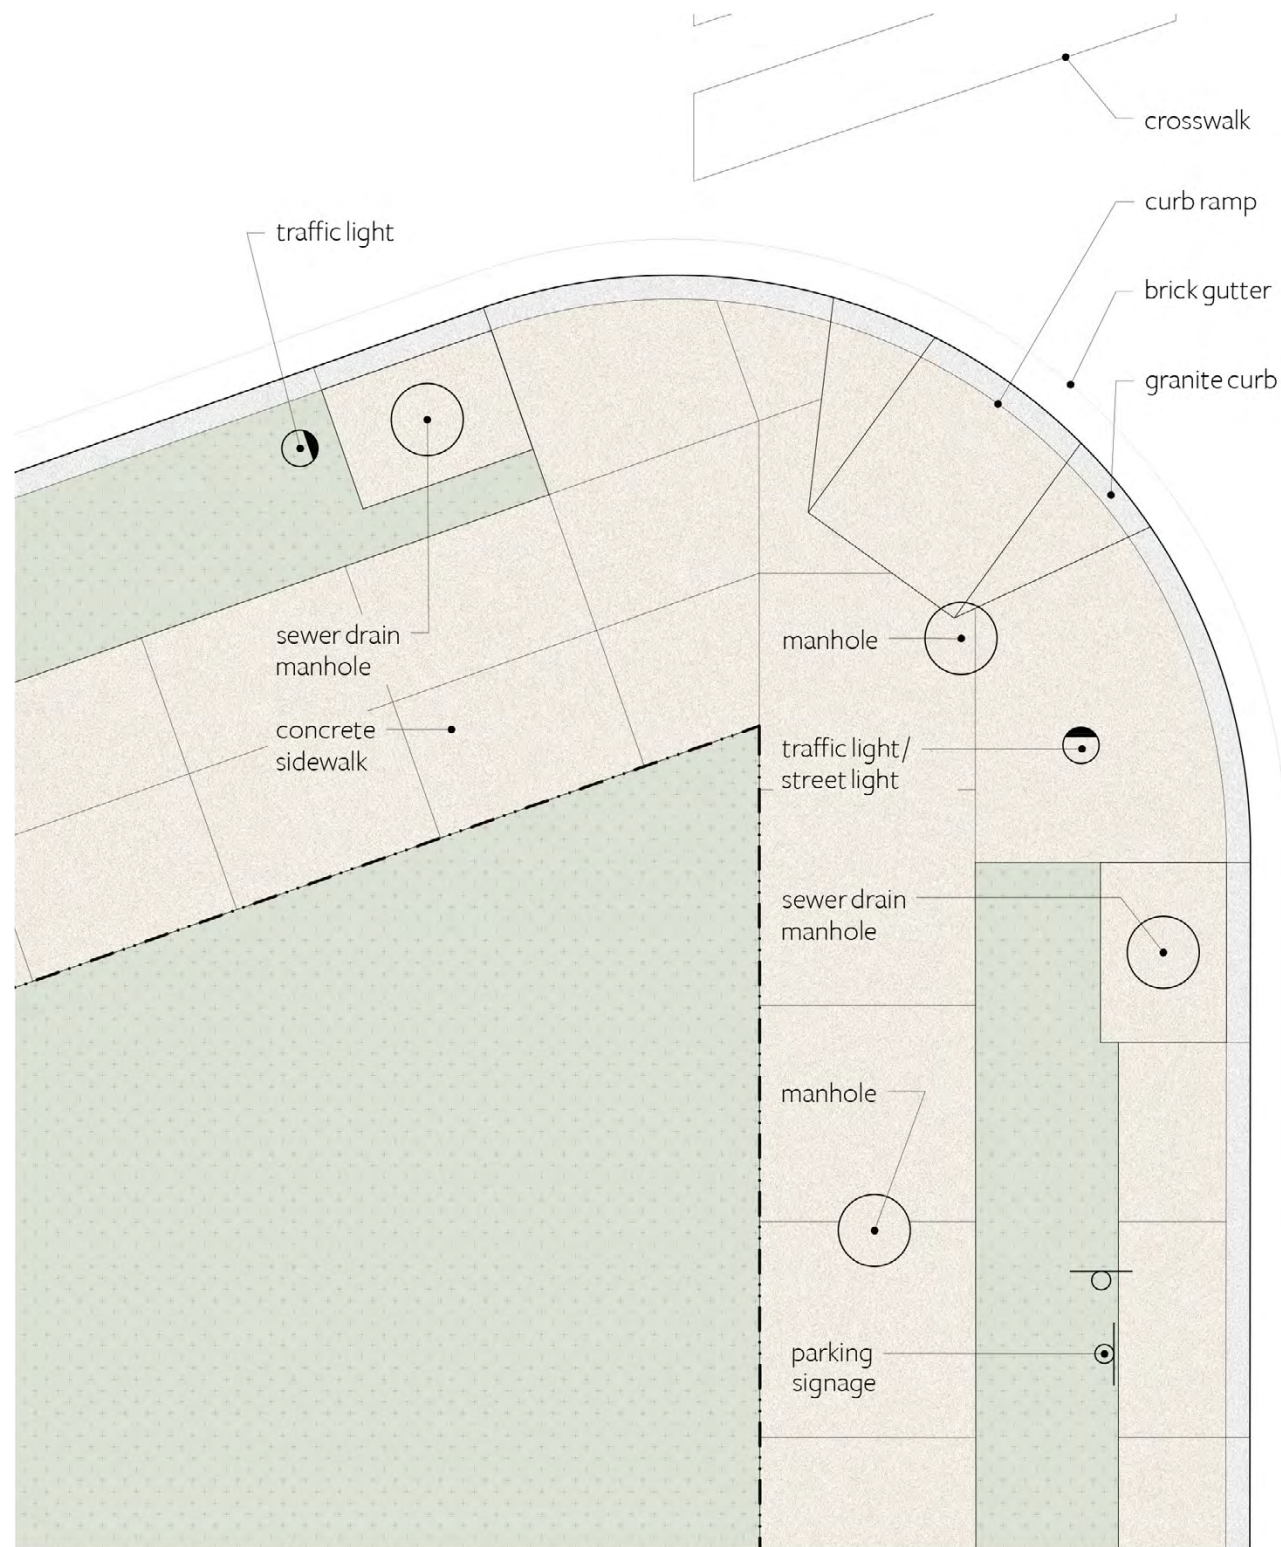 crosswalk
curb ramp
traffic light
brick gutter
granite curb
sewer drain
manhole
manhole
concrete
sidewalk
traffic light/
street light
sewer drain
manhole
manhole
parking
signage